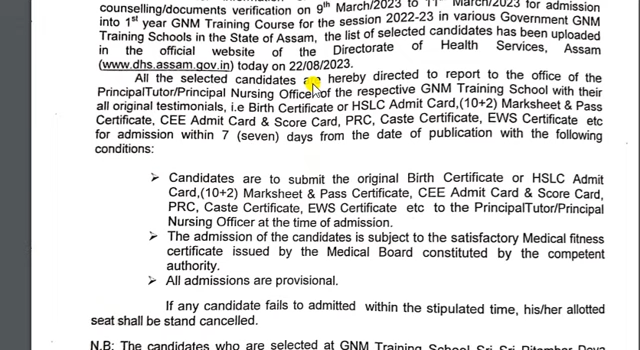 counselling/documents verification on 9th March/2023 to 11th March/2023 for admission
into 1st year GNM Training Course for the session 2022-23 in various Government GNM
Training Schools in the State of Assam, the list of selected candidates has been uploaded
in the official website of the Directorate of Health Services, Assam
(www.dhs.assam.gov.in) today on 22/08/2023.
All the selected candidates are hereby directed to report to the office of the
PrincipalTutor/Principal Nursing Officer of the respective GNM Training School with their
all original testimonials, i.e Birth Certificate or HSLC Admit Card,(10+2) Marksheet & Pass
Certificate, CEE Admit Card & Score Card, PRC, Caste Certificate, EWS Certificate etc
for admission within 7 (seven) days from the date of publication with the following
conditions:
➢ Candidates are to submit the original Birth Certificate or HSLC Admit
Card,(10+2) Marksheet & Pass Certificate, CEE Admit Card & Score Card,
PRC, Caste Certificate, EWS Certificate etc to the PrincipalTutor/Principal
Nursing Officer at the time of admission.
➢ The admission of the candidates is subject to the satisfactory Medical fitness
certificate issued by the Medical Board constituted by the competent
authority.
➢ All admissions are provisional.
If any candidate fails to admitted within the stipulated time, his/her allotted
seat shall be stand cancelled.
N.B: The candidates who are selected at GNM Training School Sri Sri Pitambar Deva